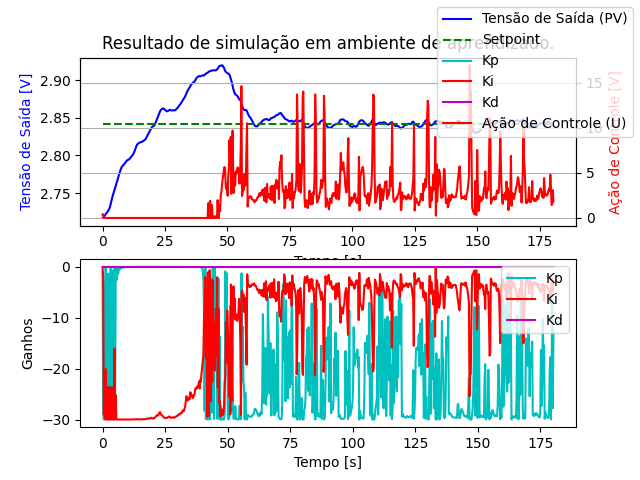 Resultado de simulação em ambiente de aprendizado.
Tensão de Saída (PV)
Setpoint
Kp
Ki
Kd
Ação de Controle (U)
Tensão de Saída [V]
2.90
2.85
2.80
2.75
15
10
5
0
Ação de Controle [V]
0 25 50 75 100 125 150 175
Tempo [s]
Kp
Ki
Kd
Ganhos
0
−10
−20
−30
0 25 50 75 100 125 150 175
Tempo [s]